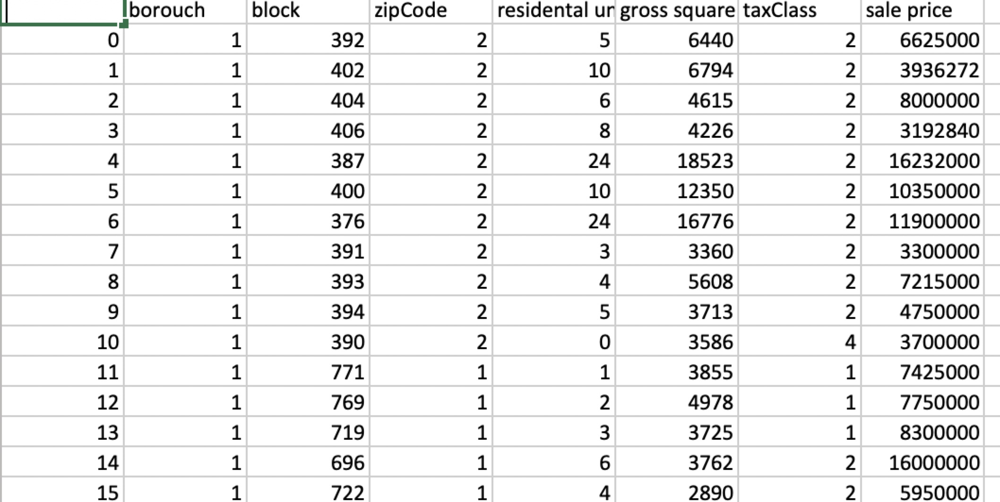 borouch block zipCode residental un gross square taxClass sale price
0 1 392 2 5 6440 2 6625000
1 1 402 2 10 6794 2 3936272
2 1 404 2 6 4615 2 8000000
3 1 406 2 8 4226 2 3192840
4 1 387 2 24 18523 2 16232000
5 1 400 2 10 12350 2 10350000
6 1 376 2 24 16776 2 11900000
7 1 391 2 3 3360 2 3300000
8 1 393 2 4 5608 2 7215000
9 1 394 2 5 3713 2 4750000
10 1 390 2 0 3586 4 3700000
11 1 771 1 1 3855 1 7425000
12 1 769 1 2 4978 1 7750000
13 1 719 1 3 3725 1 8300000
14 1 696 1 6 3762 2 16000000
15 1 722 1 4 2890 2 5950000